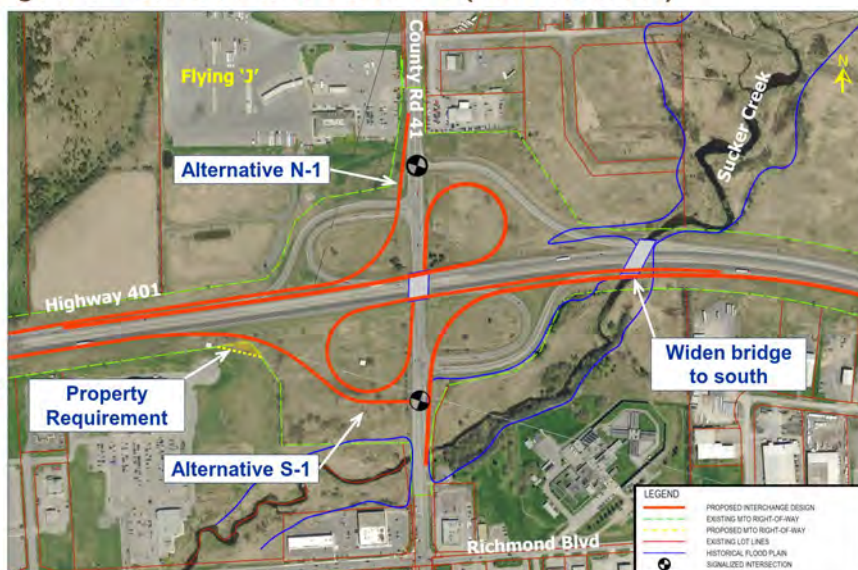 Flying 'J'
County Rd 41
N
Sucker Creek
Alternative N-1
Highway 401
Widen bridge
to south
Property
Requirement
Alternative S-1
Richmond Blvd
LEGEND
PROPOSED INTERCHANGE DESIGN
EXISTING MTO RIGHT-OF-WAY
PROPOSED MTO RIGHT-OF-WAY
EXISTING LOT LINES
HISTORICAL FLOOD PLAIN
SIGNALIZED INTERSECTION